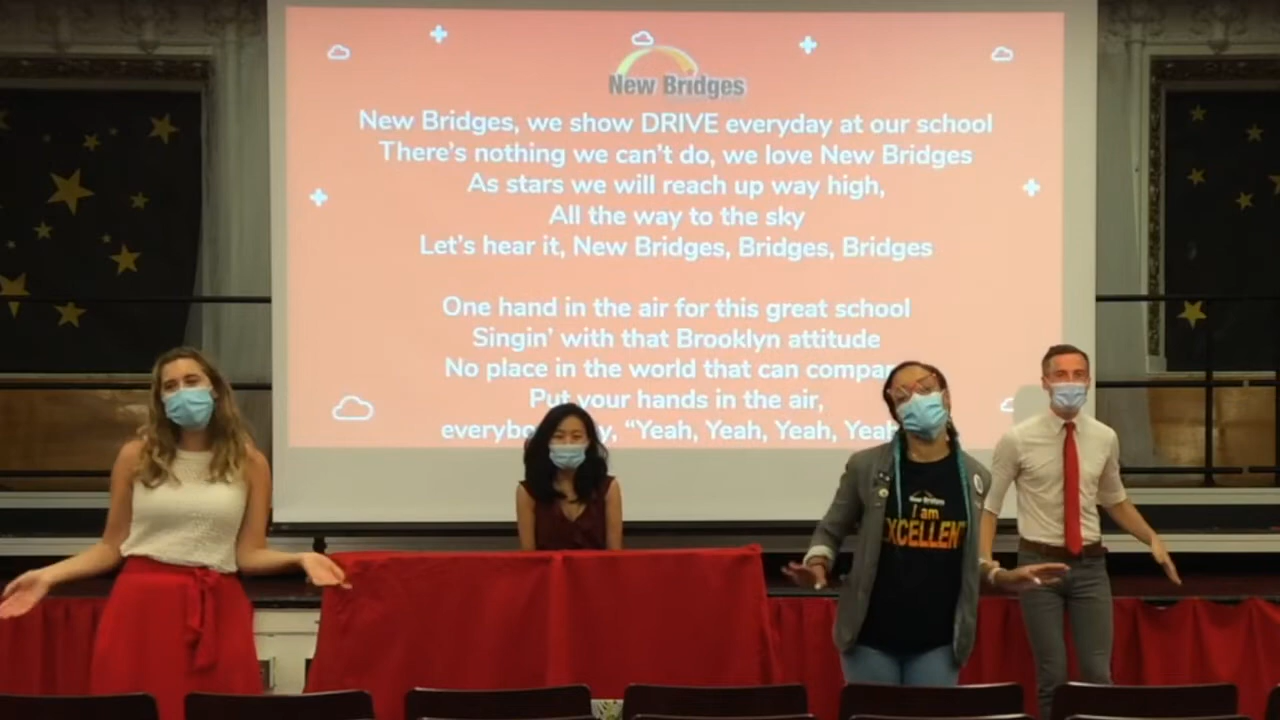 New Bridges
New Bridges, we show DRIVE everyday at our school
There's nothing we can't do, we love New Bridges
As stars we will reach up way high,
All the way to the sky
Let's hear it, New Bridges, Bridges, Bridges
One hand in the air for this great school
Singin' with that Brooklyn attitude
No place in the world that can compar
Put your hands in the air,
everybo y, “Yeah, Yeah, Yeah, Yeah
New Bridges
I am
EXCELLENT